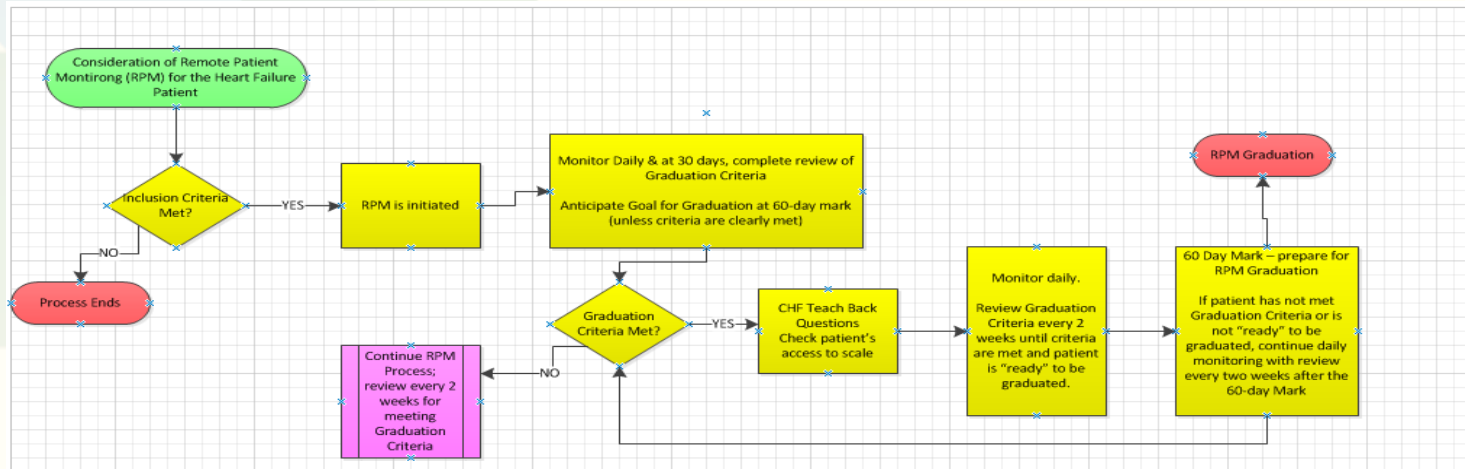 Consideration of Remote Patient
Montirong (RPM) for the Heart Failure
Patient
Inclusion Criteria
Met?
YES
NO
Process Ends
RPM is initiated
Monitor Daily & at 30 days, complete review of
Graduation Criteria
Anticipate Goal for Graduation at 60-day mark
(unless criteria are clearly met)
Graduation
Criteria Met?
YES
NO
Continue RPM
Process;
review every 2
weeks for
meeting
Graduation
Criteria
CHF Teach Back
Questions
Check patient's
access to scale
Monitor daily.
Review Graduation
Criteria every 2
weeks until criteria
are met and patient
is "ready" to be
graduated.
60 Day Mark – prepare for
RPM Graduation
If patient has not met
Graduation Criteria or is
not "ready" to be
graduated, continue daily
monitoring with review
every two weeks after the
60-day Mark
RPM Graduation